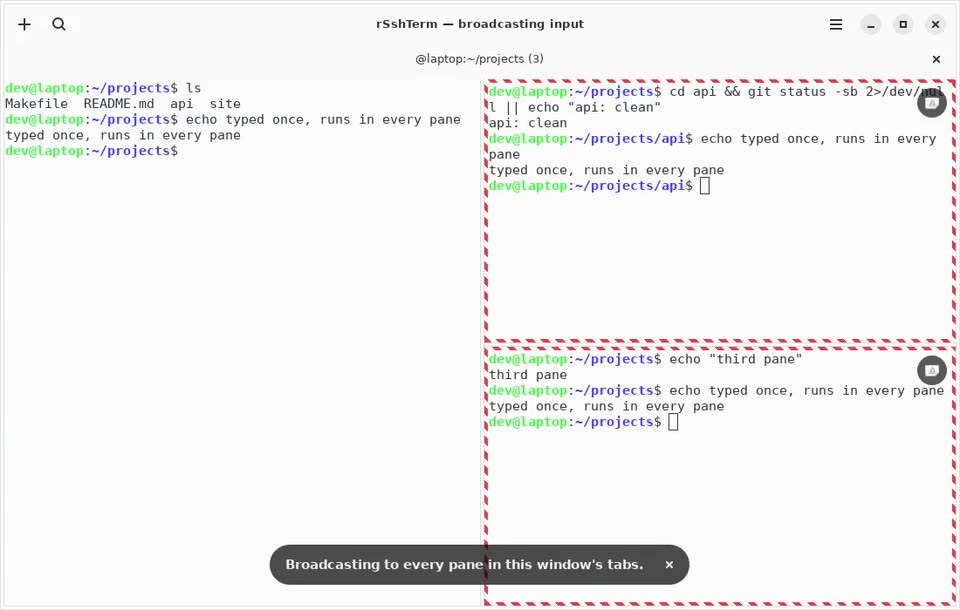 rSshTerm — broadcasting input
@laptop:~/projects (3)
dev@laptop:~/projects$ ls
Makefile  README.md  api  site
dev@laptop:~/projects$ echo typed once, runs in every pane
typed once, runs in every pane
dev@laptop:~/projects$
dev@laptop:~/projects$ cd api && git status -sb 2>/dev/nul
l || echo "api: clean"
api: clean
dev@laptop:~/projects/api$ echo typed once, runs in every
pane
typed once, runs in every pane
dev@laptop:~/projects/api$
dev@laptop:~/projects$ echo "third pane"
third pane
dev@laptop:~/projects$ echo typed once, runs in every pane
typed once, runs in every pane
dev@laptop:~/projects$
Broadcasting to every pane in this window's tabs.